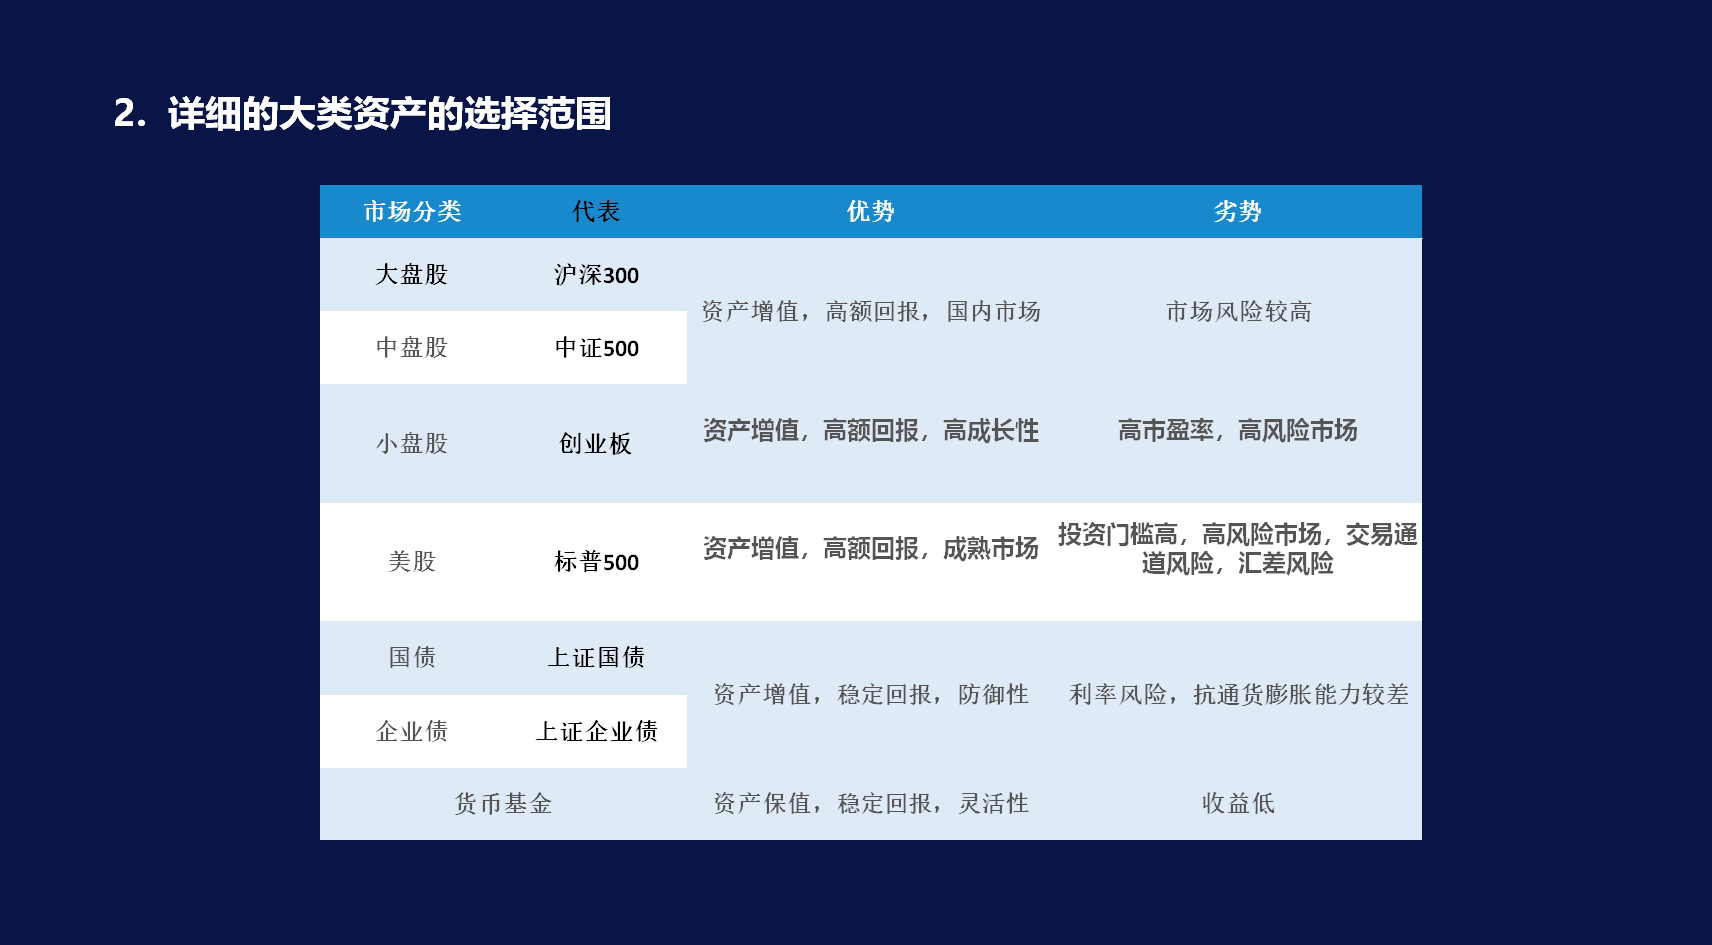 2. 详细的大类资产的选择范围
市场分类 代表 优势 劣势
大盘股 沪深300
资产增值，高额回报，国内市场 市场风险较高
中盘股 中证500
小盘股 创业板 资产增值，高额回报，高成长性 高市盈率，高风险市场
美股 标普500 资产增值，高额回报，成熟市场 投资门槛高，高风险市场，交易通
道风险，汇差风险
国债 上证国债
资产增值，稳定回报，防御性 利率风险，抗通货膨胀能力较差
企业债 上证企业债
货币基金 资产保值，稳定回报，灵活性 收益低